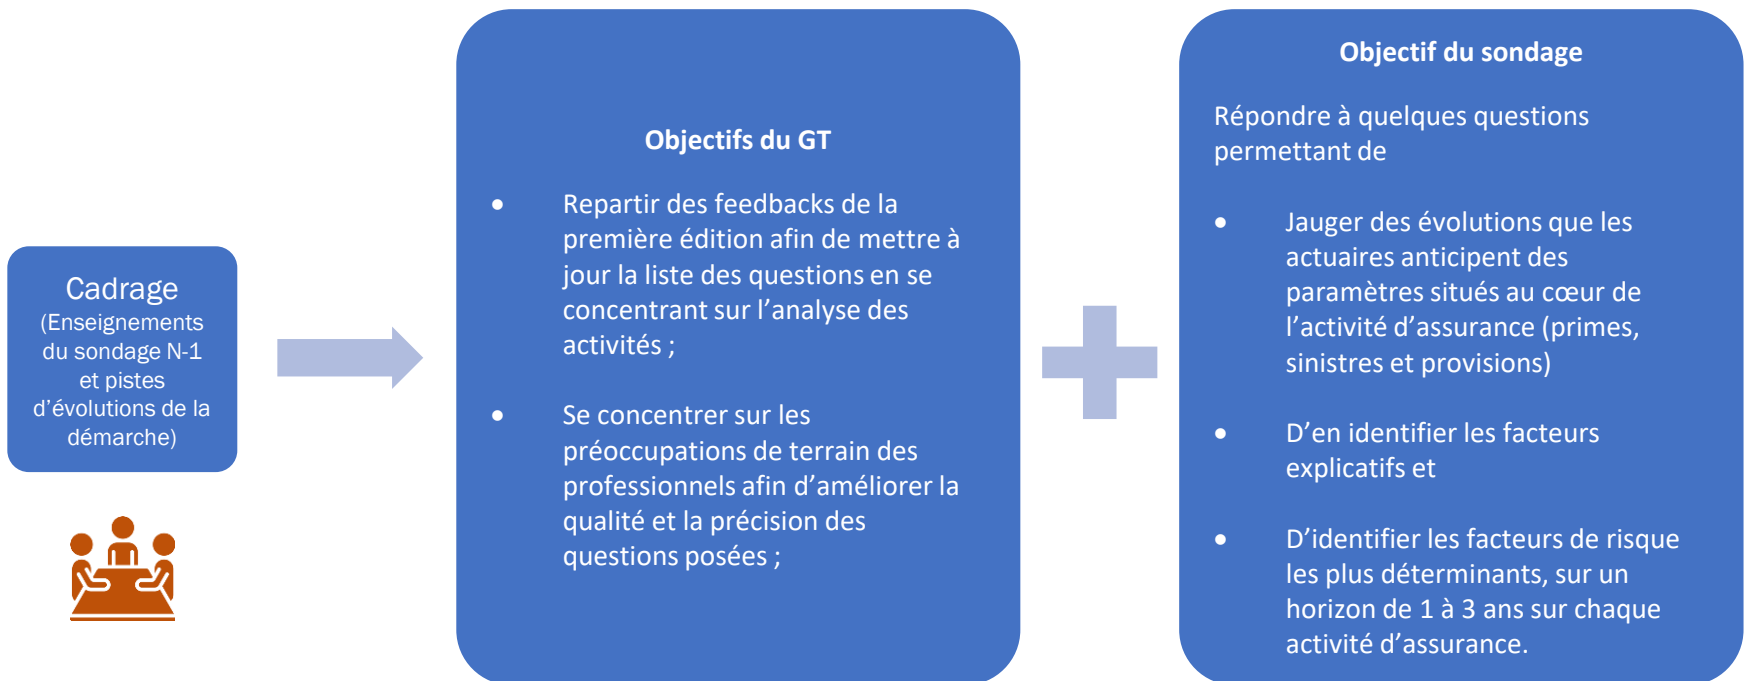 Cadrage
(Enseignements
du sondage N-1
et pistes
d’évolutions de la
démarche)
Objectifs du GT
• Repartir des feedbacks de la
première édition afin de mettre à
jour la liste des questions en se
concentrant sur l’analyse des
activités ;
• Se concentrer sur les
préoccupations de terrain des
professionnels afin d’améliorer la
qualité et la précision des
questions posées ;
Objectif du sondage
Répondre à quelques questions
permettant de
• Jauger des évolutions que les
actuaires anticipent des
paramètres situés au cœur de
l’activité d’assurance (primes,
sinistres et provisions)
• D’en identifier les facteurs
explicatifs et
• D’identifier les facteurs de risque
les plus déterminants, sur un
horizon de 1 à 3 ans sur chaque
activité d’assurance.